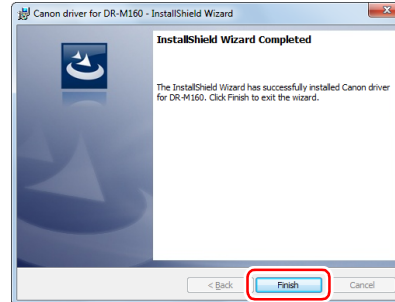 Canon driver for DR-M160 - InstallShield Wizard
InstallShield Wizard Completed
The InstallShield Wizard has successfully installed Canon driver
for DR-M160. Click Finish to exit the wizard.
< Back
Finish
Cancel